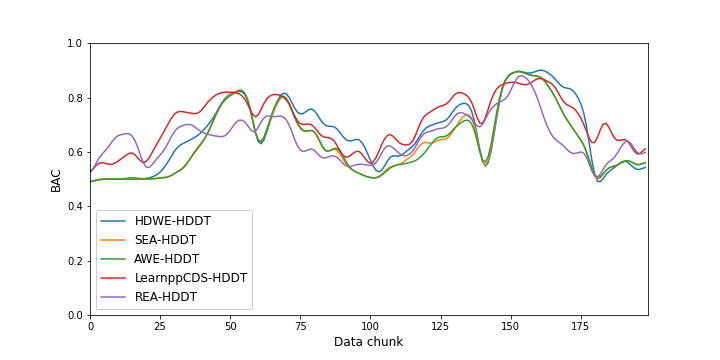 1.0
0.8
0.6
0.4
0.2
0.0
BAC
HDWE-HDDT
SEA-HDDT
AWE-HDDT
LearnppCDS-HDDT
REA-HDDT
0 25 50 75 100 125 150 175
Data chunk